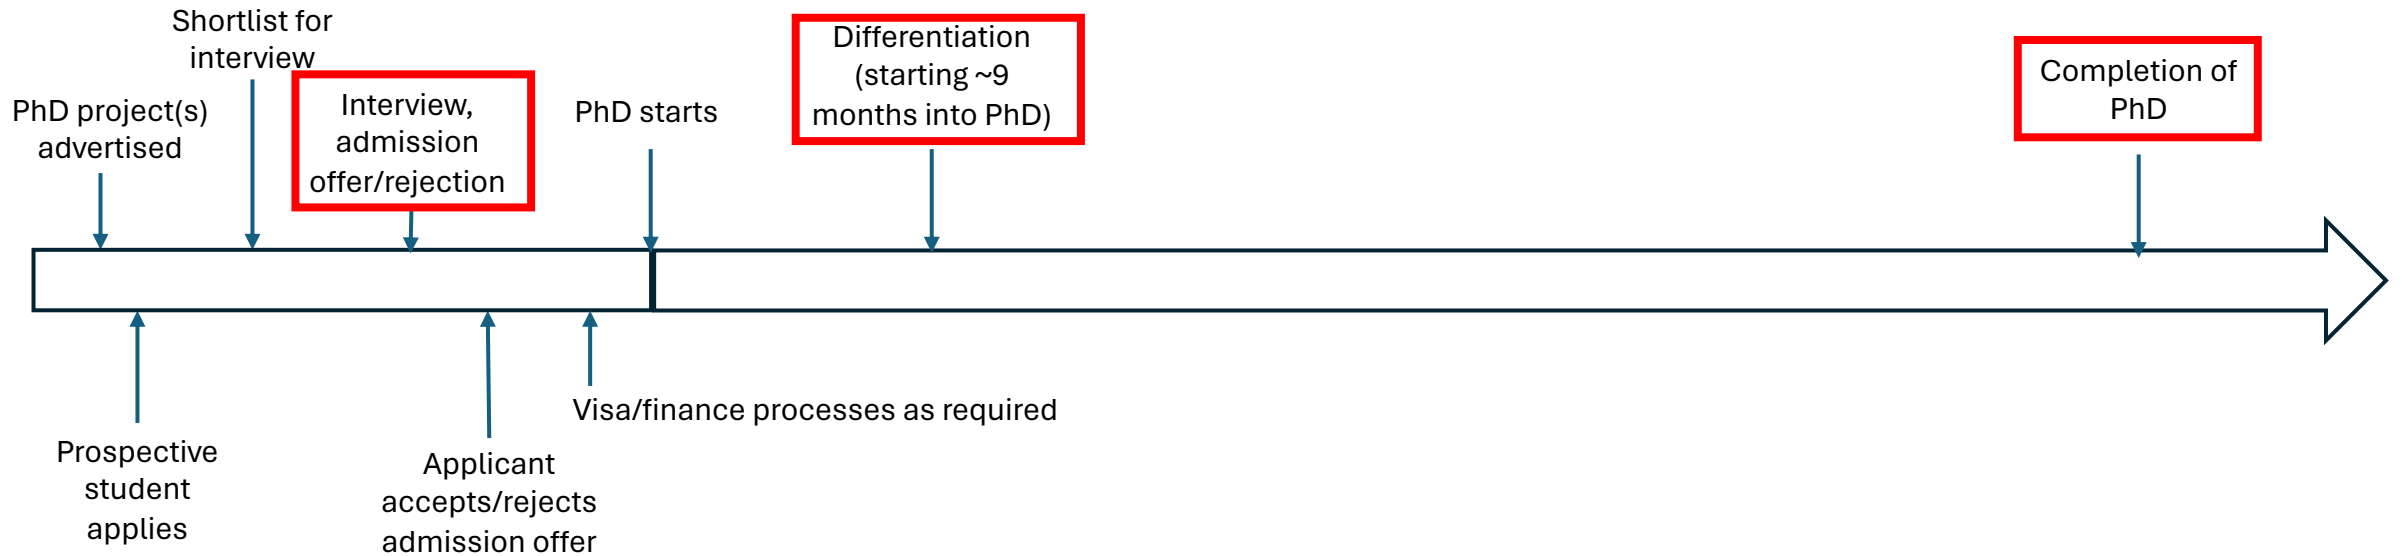 Shortlist for
interview
PhD project(s)
advertised
Interview,
admission
offer/rejection
PhD starts
Differentiation
(starting ~9
months into PhD)
Completion of
PhD
Prospective
student
applies
Applicant
accepts/rejects
admission offer
Visa/finance processes as required